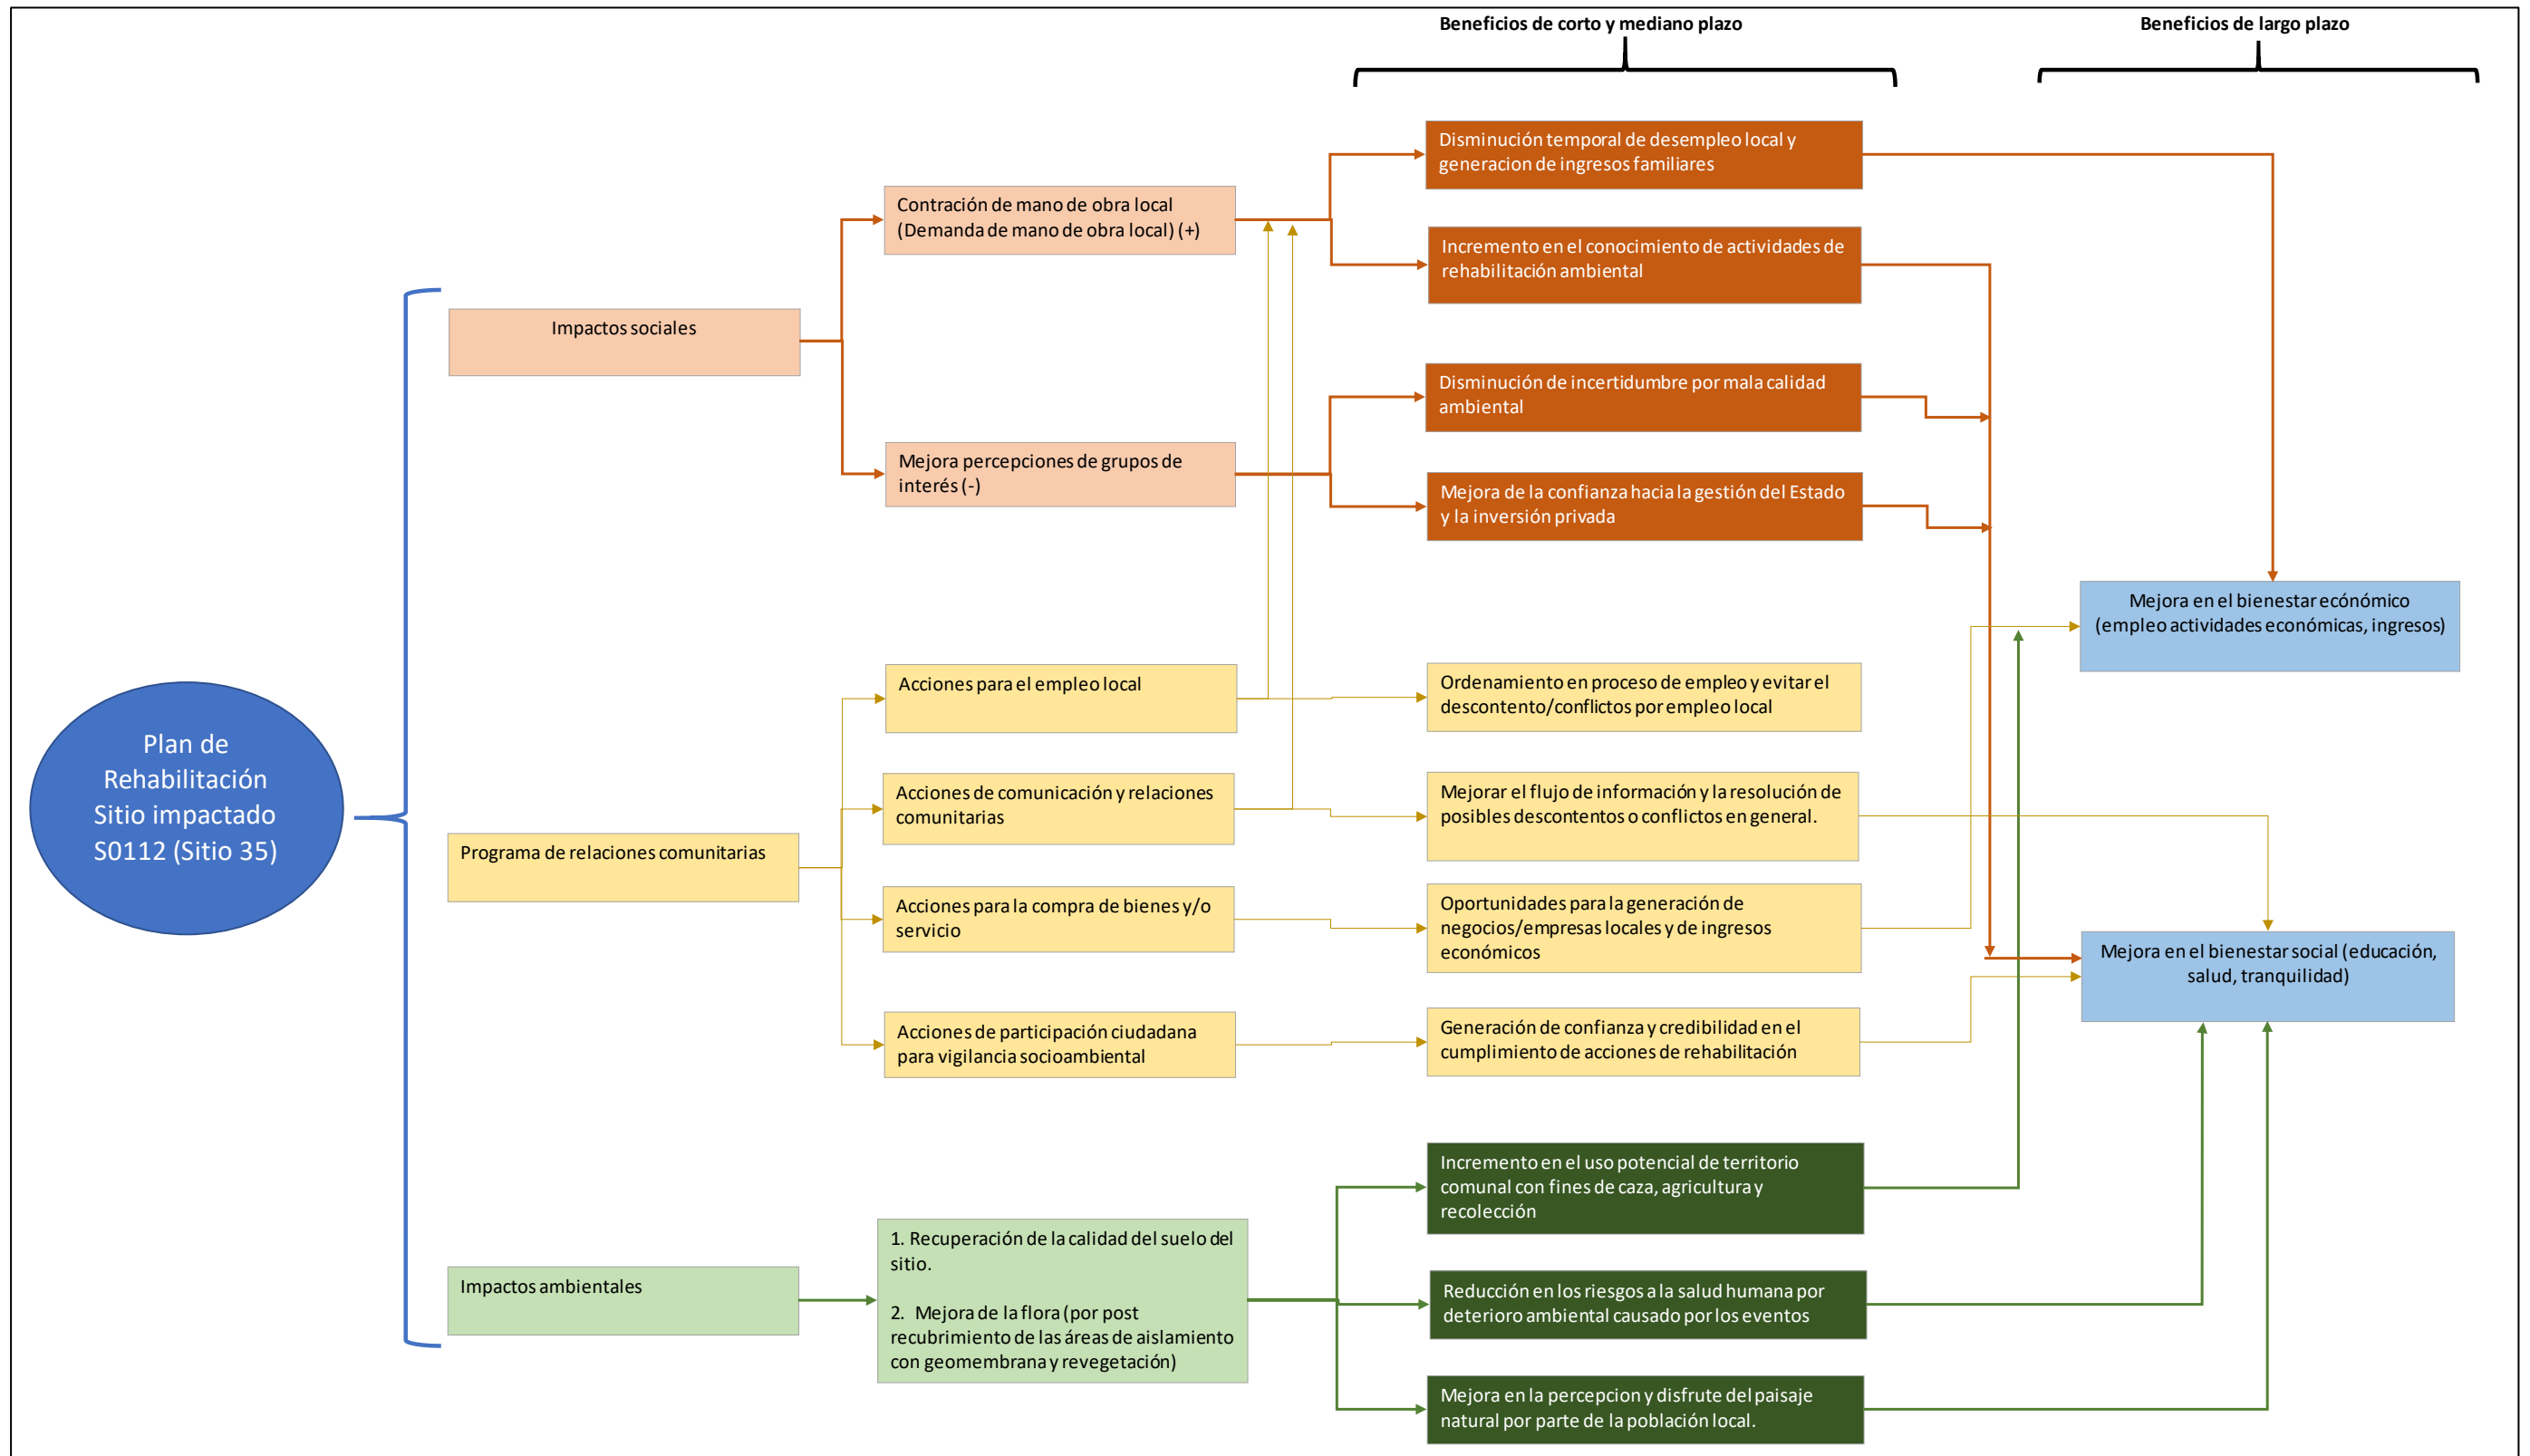 Beneficios de corto y mediano plazo
Beneficios de largo plazo
Plan de
Rehabilitación
Sitio impactado
S0112 (Sitio 35)
Impactos sociales
Contración de mano de obra local
(Demanda de mano de obra local) (+)
Mejora percepciones de grupos de
interés (-)
Disminución temporal de desempleo local y
generacion de ingresos familiares
Incremento en el conocimiento de actividades de
rehabilitación ambiental
Disminución de incertidumbre por mala calidad
ambiental
Mejora de la confianza hacia la gestión del Estado
y la inversión privada
Programa de relaciones comunitarias
Acciones para el empleo local
Acciones de comunicación y relaciones
comunitarias
Acciones para la compra de bienes y/o
servicio
Acciones de participación ciudadana
para vigilancia socioambiental
Ordenamiento en proceso de empleo y evitar el
descontento/conflictos por empleo local
Mejorar el flujo de información y la resolución de
posibles descontentos o conflictos en general.
Oportunidades para la generación de
negocios/empresas locales y de ingresos
económicos
Generación de confianza y credibilidad en el
cumplimiento de acciones de rehabilitación
Impactos ambientales
1. Recuperación de la calidad del suelo del
sitio.
2. Mejora de la flora (por post
recubrimiento de las áreas de aislamiento
con geomembrana y revegetación)
Incremento en el uso potencial de territorio
comunal con fines de caza, agricultura y
recolección
Reducción en los riesgos a la salud humana por
deterioro ambiental causado por los eventos
Mejora en la percepcion y disfrute del paisaje
natural por parte de la población local.
Mejora en el bienestar ecónómico
(empleo actividades económicas, ingresos)
Mejora en el bienestar social (educación,
salud, tranquilidad)